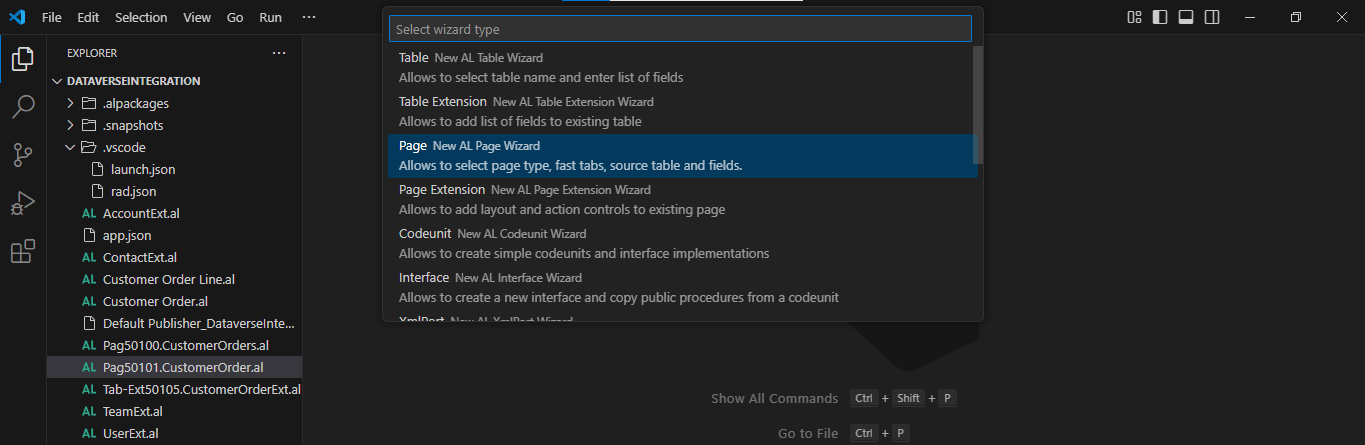 File Edit Selection View Go Run ···
EXPLORER ···
DATAVERSEINTEGRATION
.alpackages
.snapshots
.vscode
launch.json
rad.json
AL AccountExt.al
app.json
AL ContactExt.al
AL Customer Order Line.al
AL Customer Order.al
Default Publisher_DataverseInte...
AL Pag50100.CustomerOrders.al
AL Pag50101.CustomerOrder.al
AL Tab-Ext50105.CustomerOrderExt.al
AL TeamExt.al
AL UserExt.al
Select wizard type
Table New AL Table Wizard
Allows to select table name and enter list of fields
Table Extension New AL Table Extension Wizard
Allows to add list of fields to existing table
Page New AL Page Wizard
Allows to select page type, fast tabs, source table and fields.
Page Extension New AL Page Extension Wizard
Allows to add layout and action controls to existing page
Codeunit New AL Codeunit Wizard
Allows to create simple codeunits and interface implementations
Interface New AL Interface Wizard
Allows to create a new interface and copy public procedures from a codeunit
XmlPort New AL XmlPort Wizard
Show All Commands Ctrl + Shift + P
Go to File Ctrl + P